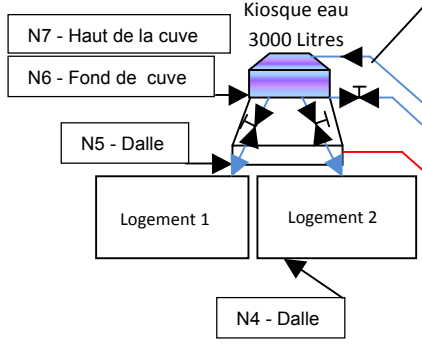 Kiosque eau
3000 Litres
N7 - Haut de la cuve
N6 - Fond de cuve
N5 - Dalle
Logement 1
Logement 2
N4 - Dalle